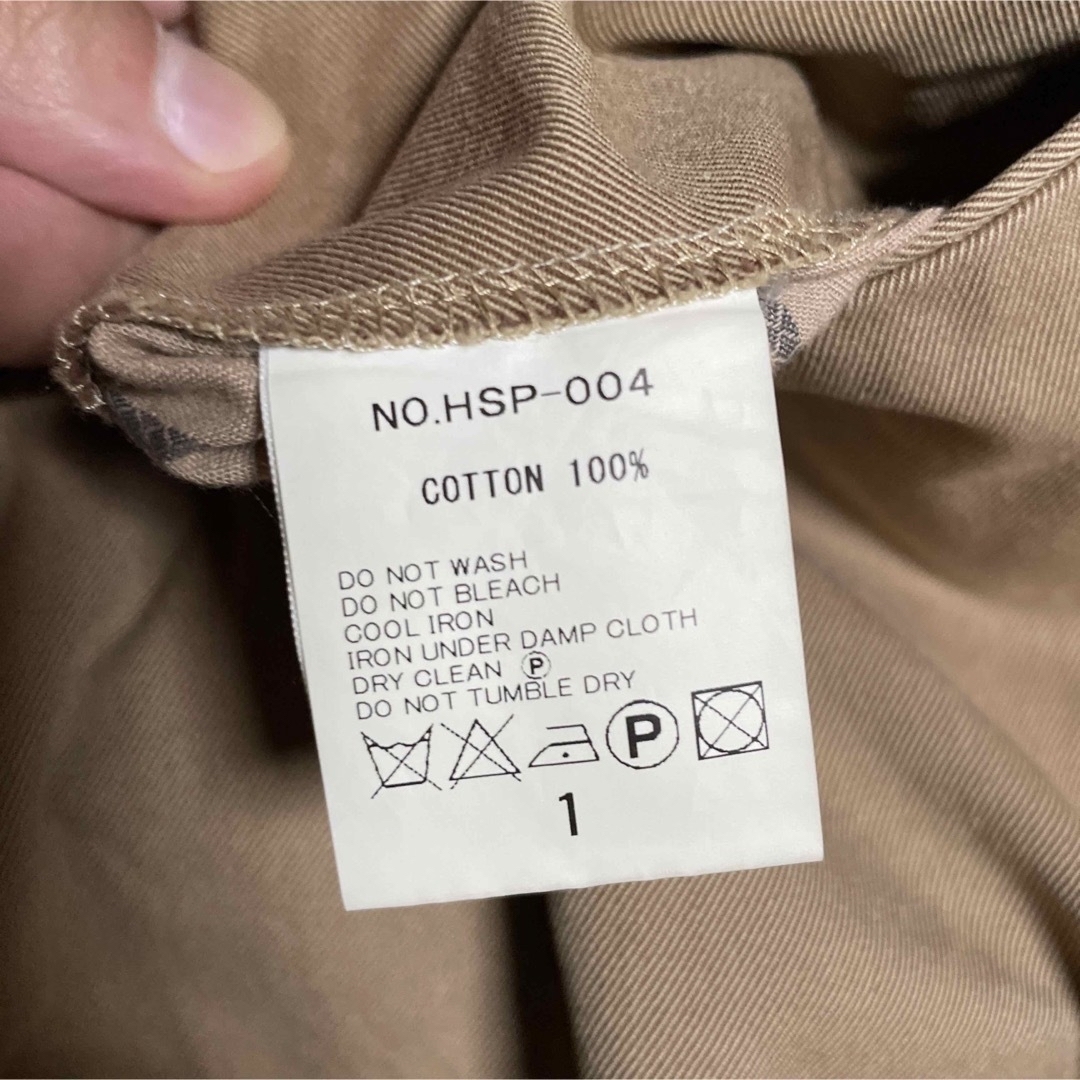 NO.HSP-004
COTTON 100%
DO NOT WASH
DO NOT BLEACH
COOL IRON
IRON UNDER DAMP CLOTH
DRY CLEAN Ⓟ
DO NOT TUMBLE DRY
P
1